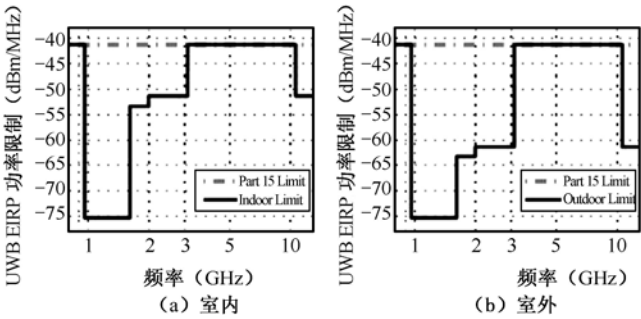 UWB EIRP 功率限制（dBm/MHz）
−40
−45
−50
−55
−60
−65
−70
−75
Part 15 Limit
Indoor Limit
1 2 3 5 10
频率（GHz）
（a）室内
UWB EIRP 功率限制（dBm/MHz）
−40
−45
−50
−55
−60
−65
−70
−75
Part 15 Limit
Outdoor Limit
1 2 3 5 10
频率（GHz）
（b）室外